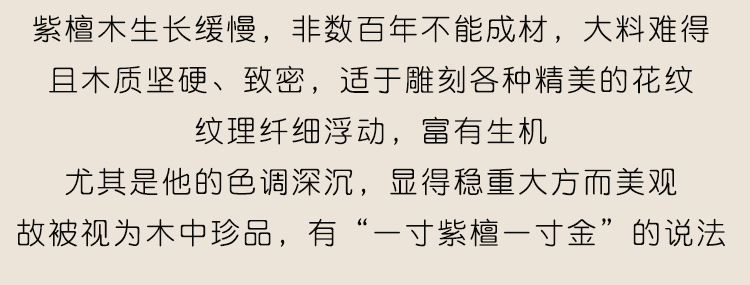 紫檀木生长缓慢，非数百年不能成材，大料难得
且木质坚硬、致密，适于雕刻各种精美的花纹
纹理纤细浮动，富有生机
尤其是他的色调深沉，显得稳重大方而美观
故被视为木中珍品，有“一寸紫檀一寸金”的说法